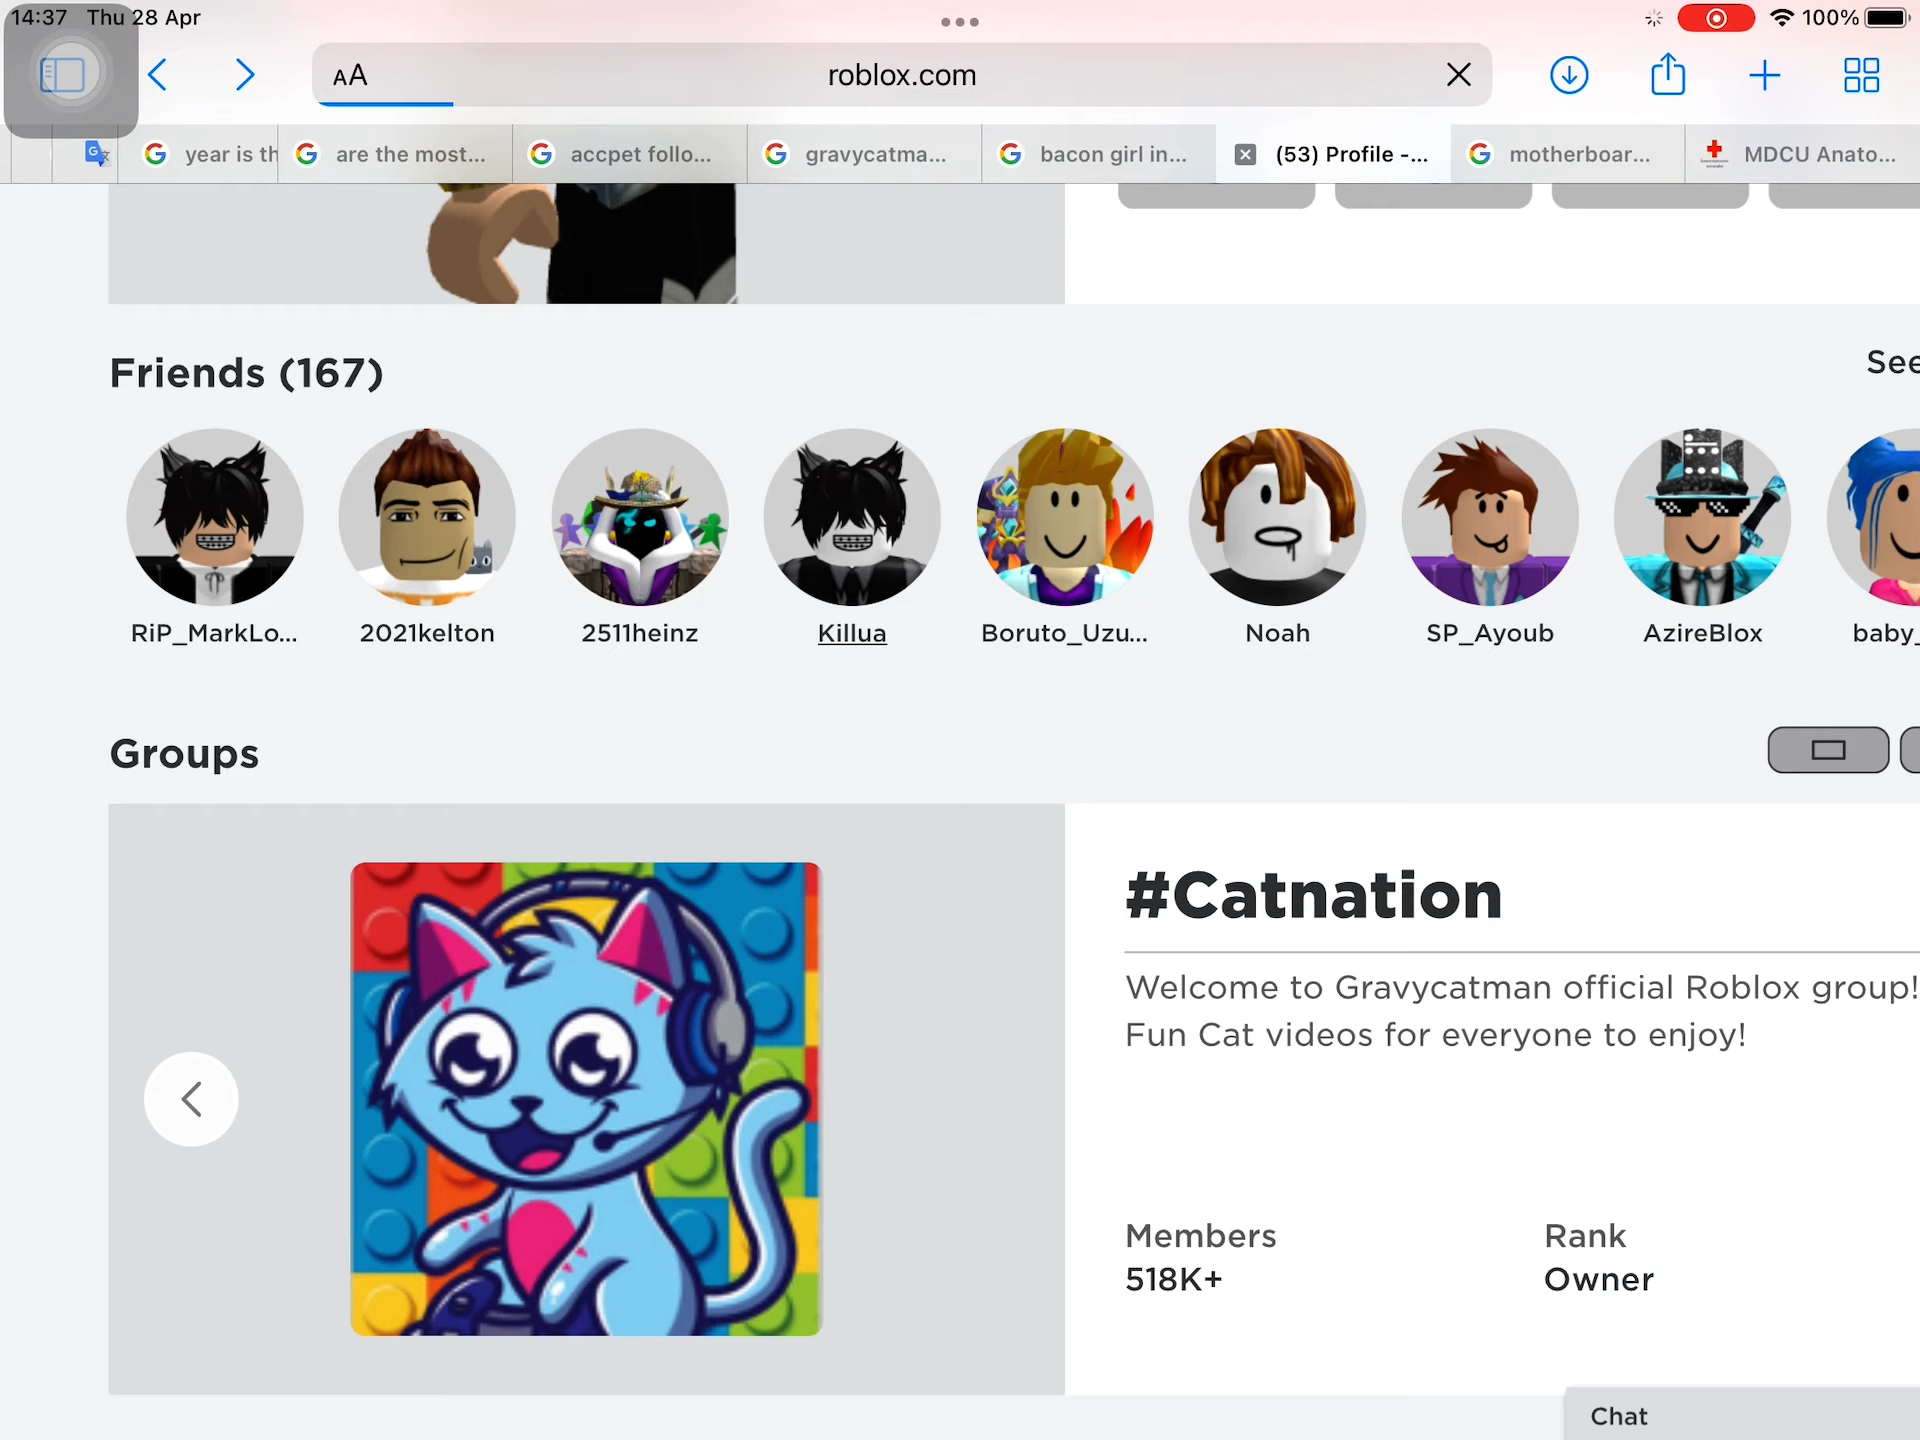 14:37 Thu 28 Apr
100%
AA
roblox.com
year is th
are the most...
accpet follo...
gravycatma...
bacon girl in...
(53) Profile -...
motherboar...
MDCU Anato...
Friends (167)
See
RiP_MarkLo...
2021kelton
2511heinz
Killua
Boruto_Uzu...
Noah
SP_Ayoub
AzireBlox
baby_
Groups
#Catnation
Welcome to Gravycatman official Roblox group!
Fun Cat videos for everyone to enjoy!
Members
518K+
Rank
Owner
Chat